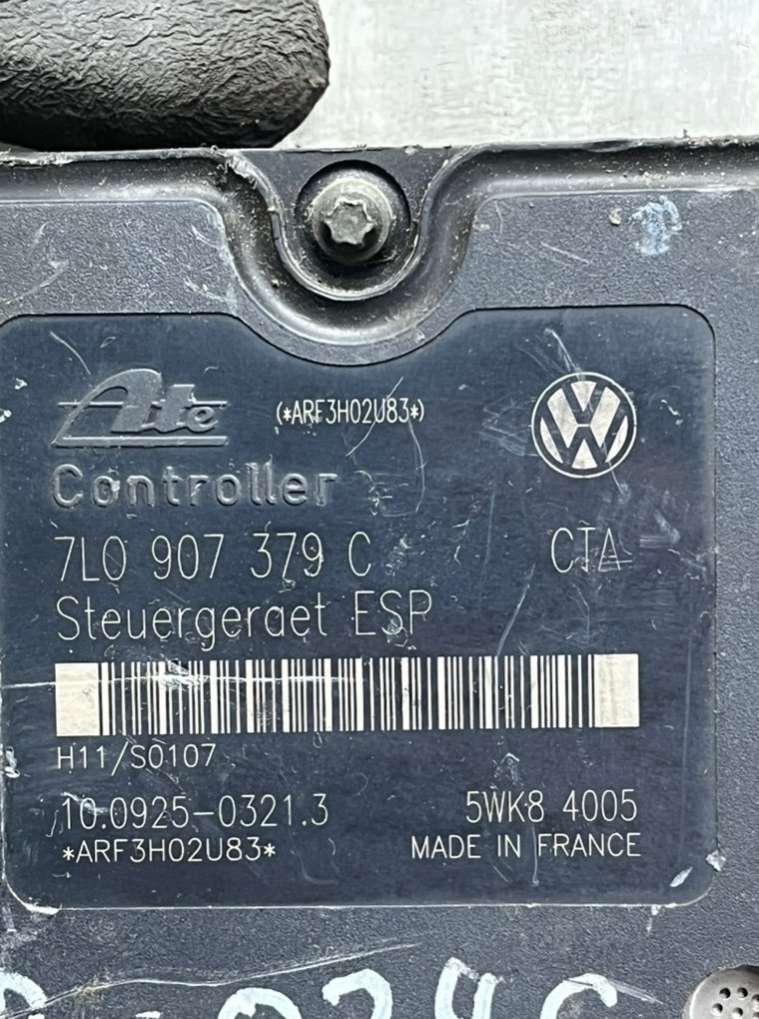 Ate (*ARF3H02U83*)
Controller
7L0 907 379 C CTA
Steuergeraet ESP
H11/S0107
10.0925-0321.3 5WK8 4005
*ARF3H02U83* MADE IN FRANCE